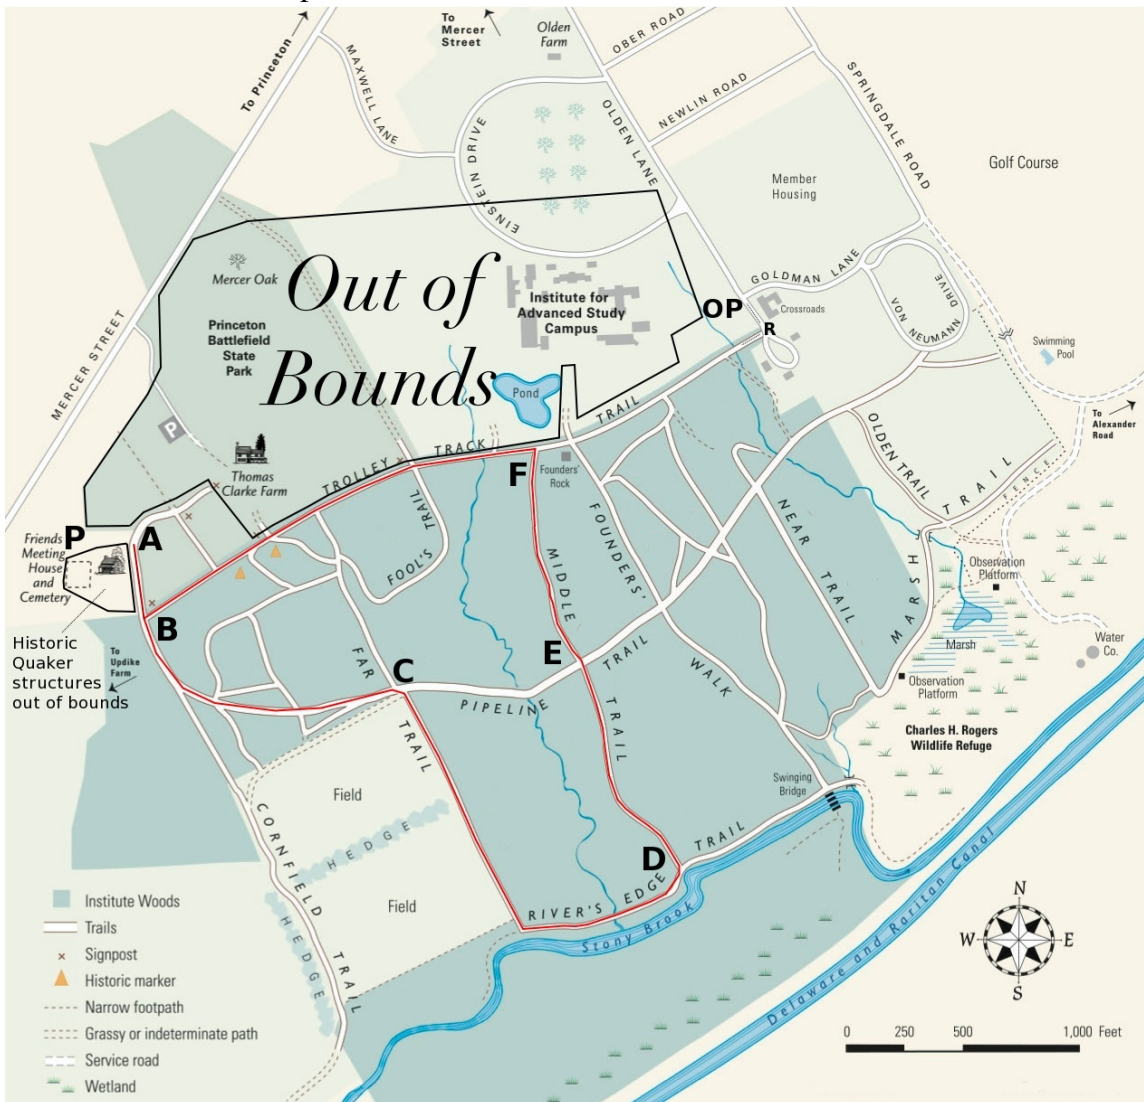 To
Mercer
Street
Olden
Farm
OBER ROAD
To Princeton
MAXWELL LANE
NEWLIN ROAD
SPRINGDALE ROAD
OLDEN LANE
EINSTEIN DRIVE
Golf Course
Member
Housing
Mercer Oak
Out of
Bounds
Institute for
Advanced Study
Campus
GOLDMAN LANE
OP
Crossroads
R
VON NEUMANN
DRIVE
Princeton
Battlefield
State
Park
MERCER STREET
Swimming
Pool
Pond
P
To
Alexander
Road
TROLLEY TRACK TRAIL
Thomas
Clarke Farm
F
Founders'
Rock
OLDEN TRAIL
FENCE
P
A
Friends
Meeting
House
and
Cemetery
FOOL'S TRAIL
FOUNDERS' WALK
NEAR TRAIL
MARSH TRAIL
Observation
Platform
B
MIDDLE TRAIL
E
Historic
Quaker
structures
out of bounds
To
Updike
Farm
FAR TRAIL
C
PIPELINE TRAIL
Marsh
Water
Co.
Observation
Platform
Charles H. Rogers
Wildlife Refuge
Swinging
Bridge
Field
HEDGE
CORNFIELD TRAIL
D
RIVER'S EDGE TRAIL
Field
HEDGE
Stony Brook
Delaware and Raritan Canal
Institute Woods
Trails
Signpost
Historic marker
Narrow footpath
Grassy or indeterminate path
Service road
Wetland
N
W E
S
0 250 500 1,000 Feet